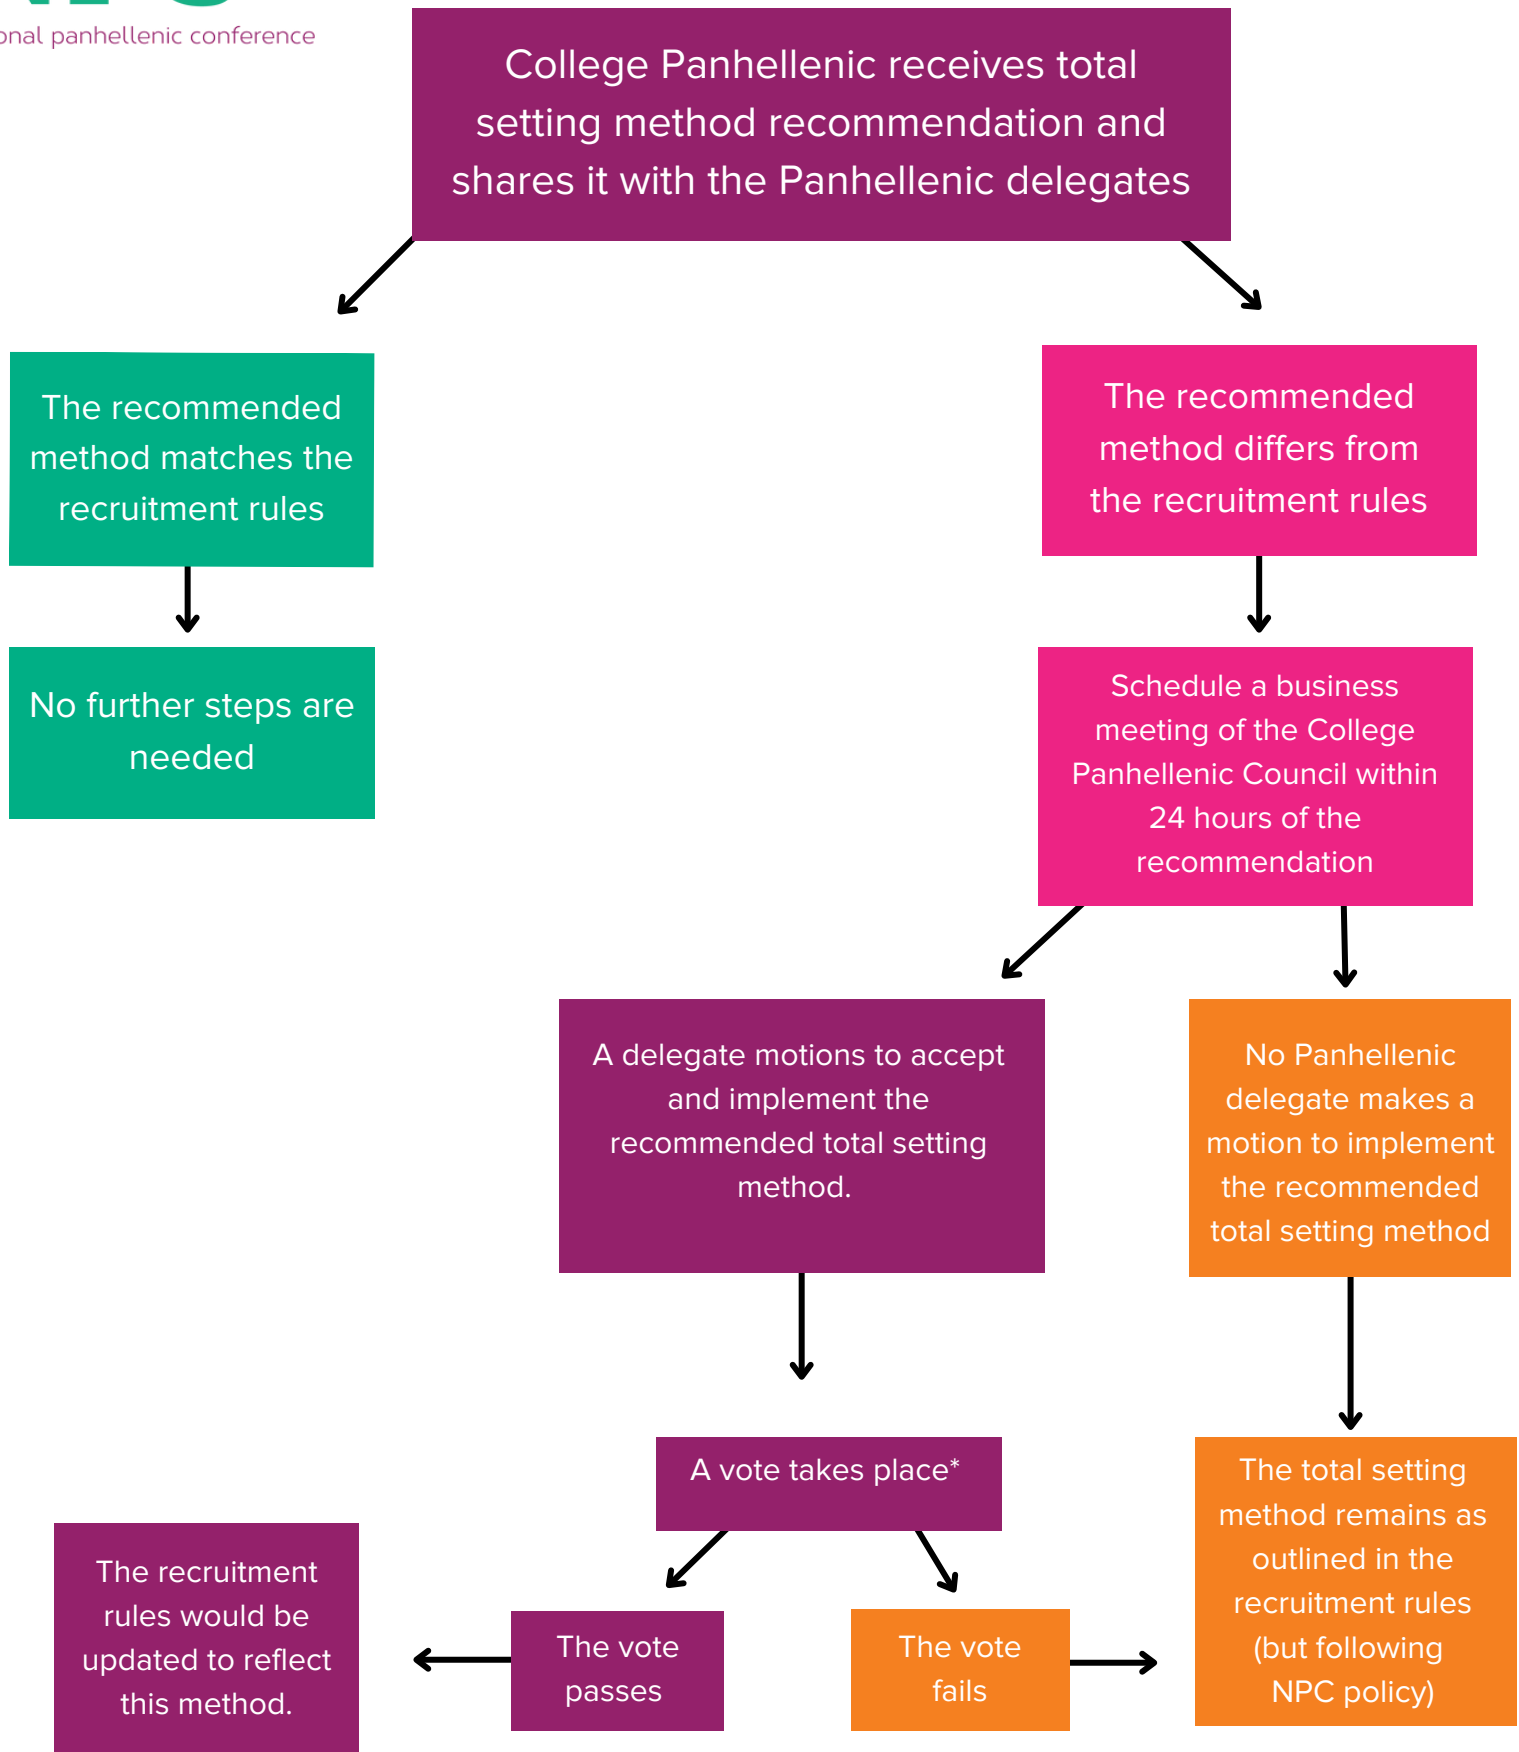 panhellenic conference
College Panhellenic receives total
setting method recommendation and
shares it with the Panhellenic delegates
The recommended
method matches the
recruitment rules
The recommended
method differs from
the recruitment rules
No further steps are
needed
Schedule a business
meeting of the College
Panhellenic Council within
24 hours of the
recommendation
A delegate motions to accept
and implement the
recommended total setting
method.
No Panhellenic
delegate makes a
motion to implement
the recommended
total setting method
A vote takes place*
The total setting
method remains as
outlined in the
recruitment rules
(but following
NPC policy)
The recruitment
rules would be
updated to reflect
this method.
The vote
passes
The vote
fails